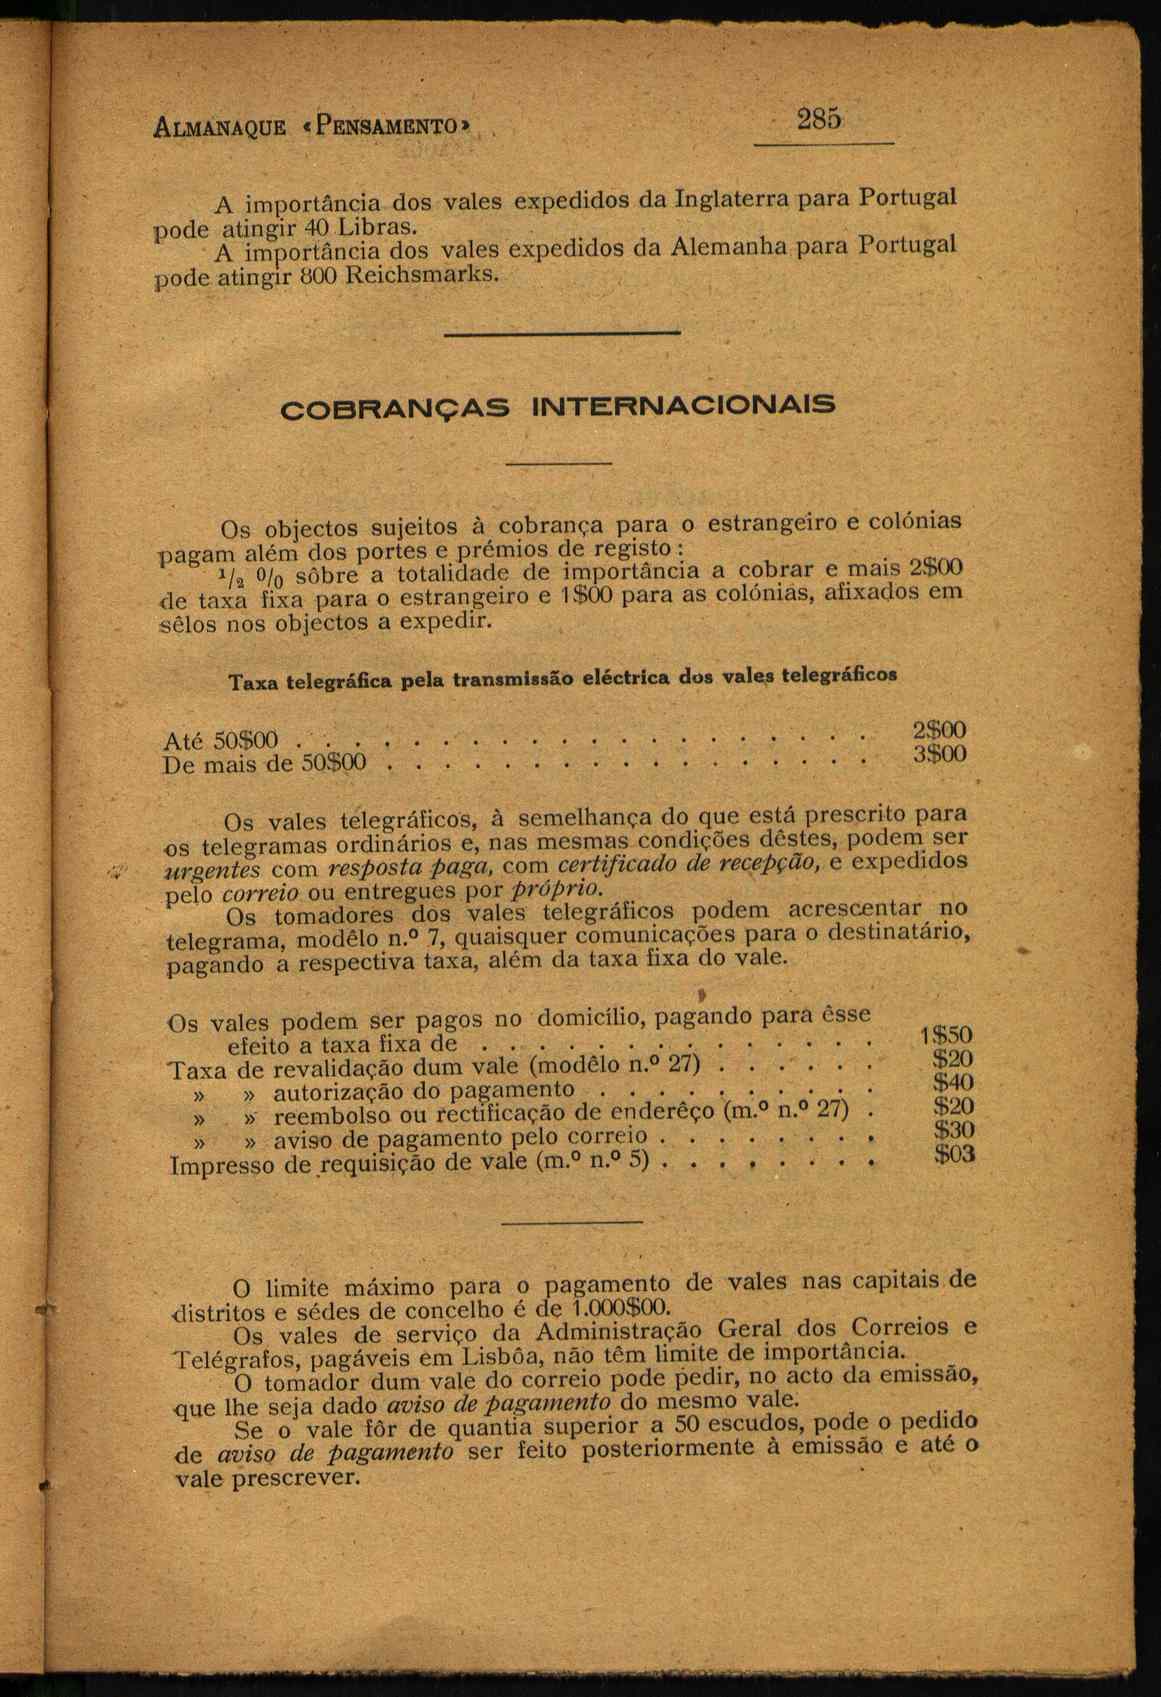 ALMANAQUE «PENSAMENTO» 285
A importância dos vales expedidos da Inglaterra para Portugal
pode atingir 40 Libras.
A importância dos vales expedidos da Alemanha para Portugal
pode atingir 800 Reichsmarks.
COBRANÇAS INTERNACIONAIS
Os objectos sujeitos à cobrança para o estrangeiro e colónias
pagam além dos portes e prémios de registo :
1/2 0/0 sôbre a totalidade de importância a cobrar e mais 2$00
de taxa fixa para o estrangeiro e 1$00 para as colónias, afixados em
sêlos nos objectos a expedir.
Taxa telegráfica pela transmissão eléctrica dos vales telegráficos
Até 50$00 . . . . . . . . . . . . . . . . . . . . 2$00
De mais de 50$00 . . . . . . . . . . . . . . . . . 3$00
Os vales telegráficos, à semelhança do que está prescrito para
os telegramas ordinários e, nas mesmas condições dêstes, podem ser
urgentes com resposta paga, com certificado de recepção, e expedidos
pelo correio ou entregues por próprio.
Os tomadores dos vales telegráficos podem acrescentar no
telegrama, modêlo n.º 7, quaisquer comunicações para o destinatário,
pagando a respectiva taxa, além da taxa fixa do vale.
Os vales podem ser pagos no domicílio, pagando para êsse
efeito a taxa fixa de . . . . . . . . . . . . . . 1$50
Taxa de revalidação dum vale (modêlo n.º 27) . . . . . . $20
» » autorização do pagamento . . . . . . . . . . $40
» » reembolso ou rectificação de enderêço (m.º n.º 27) . $20
» » aviso de pagamento pelo correio . . . . . . . . $30
Impresso de requisição de vale (m.º n.º 5) . . . . . . . . $03
O limite máximo para o pagamento de vales nas capitais de
distritos e sédes de concelho é de 1.000$00.
Os vales de serviço da Administração Geral dos Correios e
Telégrafos, pagáveis em Lisbôa, não têm limite de importância.
O tomador dum vale do correio pode pedir, no acto da emissão,
que lhe seja dado aviso de pagamento do mesmo vale.
Se o vale fôr de quantia superior a 50 escudos, pode o pedido
de aviso de pagamento ser feito posteriormente à emissão e até o
vale prescrever.